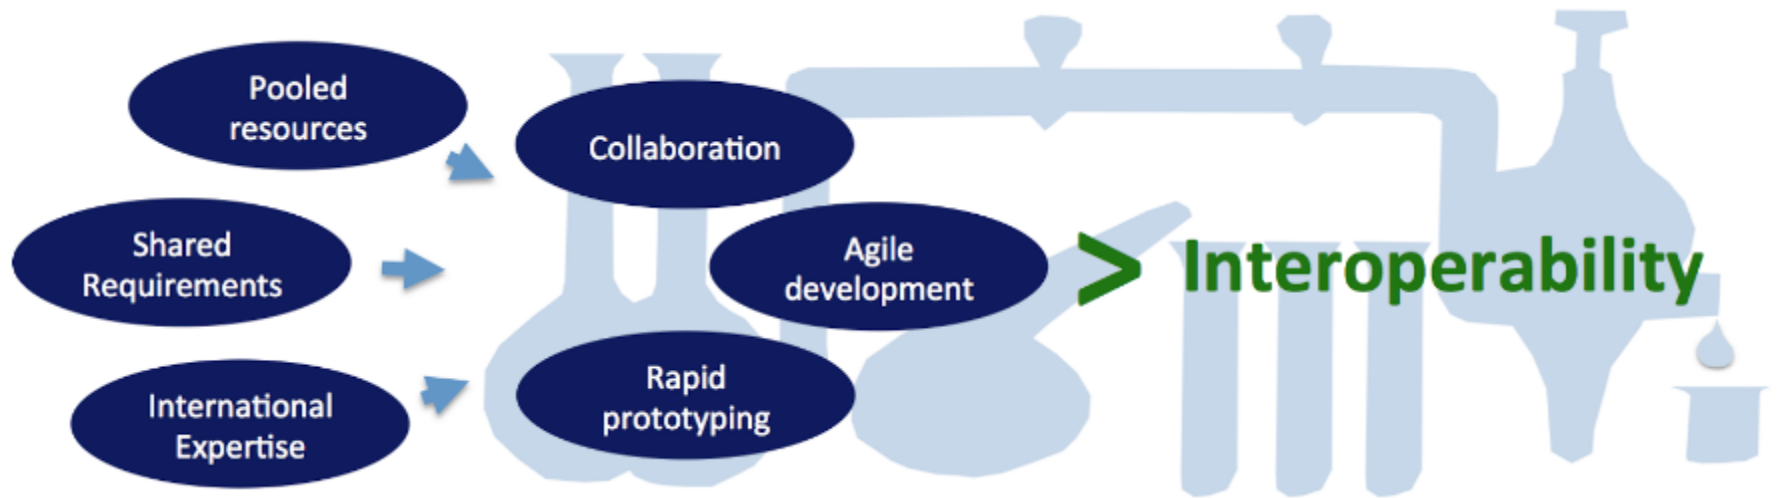 Pooled
resources
Shared
Requirements
International
Expertise
Collaboration
Agile
development
Rapid
prototyping
> Interoperability